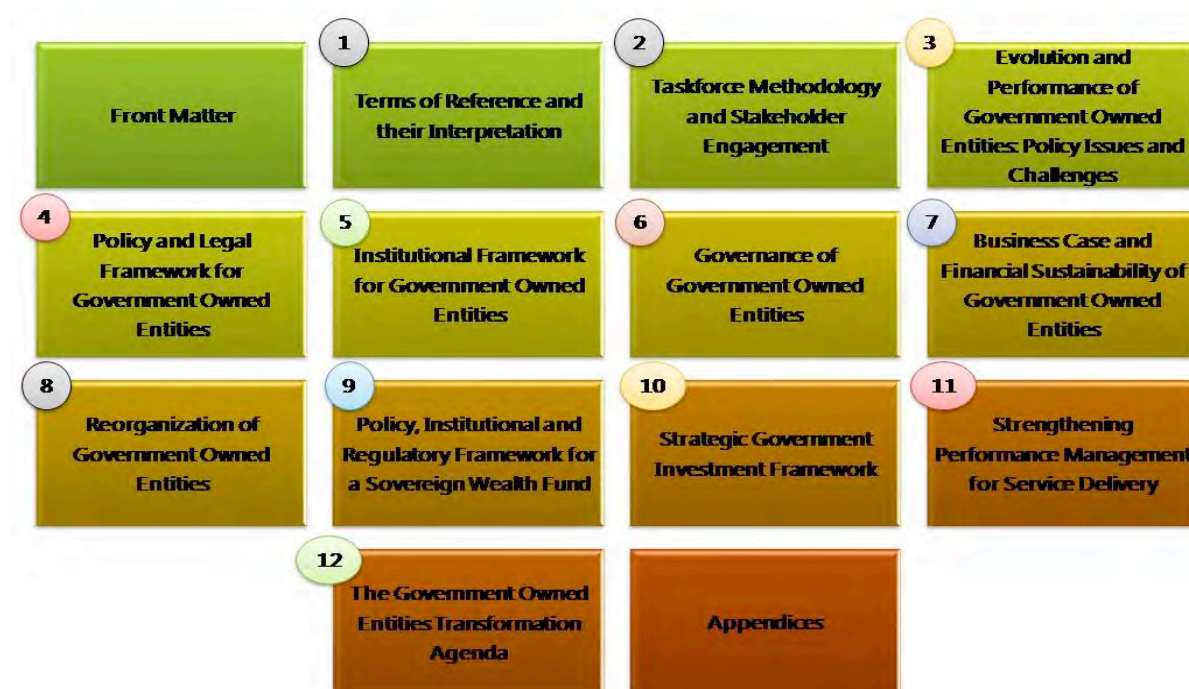 Front Matter
1
Terms of Reference and
their Interpretation
2
Taskforce Methodology
and Stakeholder
Engagement
3
Evolution and
Performance of
Government Owned
Entities: Policy Issues and
Challenges
4
Policy and Legal
Framework for
Government Owned
Entities
5
Institutional Framework
for Government Owned
Entities
6
Governance of
Government Owned
Entities
7
Business Case and
Financial Sustainability of
Government Owned
Entities
8
Reorganization of
Government Owned
Entities
9
Policy, Institutional and
Regulatory Framework for
a Sovereign Wealth Fund
10
Strategic Government
Investment Framework
11
Strengthening
Performance Management
for Service Delivery
12
The Government Owned
Entities Transformation
Agenda
Appendices